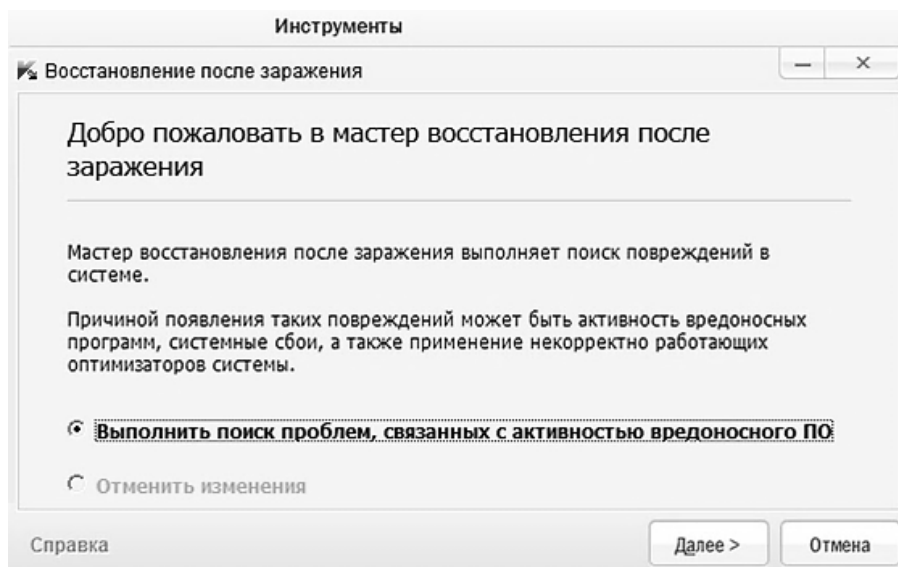 Инструменты
Восстановление после заражения
Добро пожаловать в мастер восстановления после
заражения
Мастер восстановления после заражения выполняет поиск повреждений в
системе.
Причиной появления таких повреждений может быть активность вредоносных
программ, системные сбои, а также применение некорректно работающих
оптимизаторов системы.
Выполнить поиск проблем, связанных с активностью вредоносного ПО
Отменить изменения
Справка
Далее >
Отмена